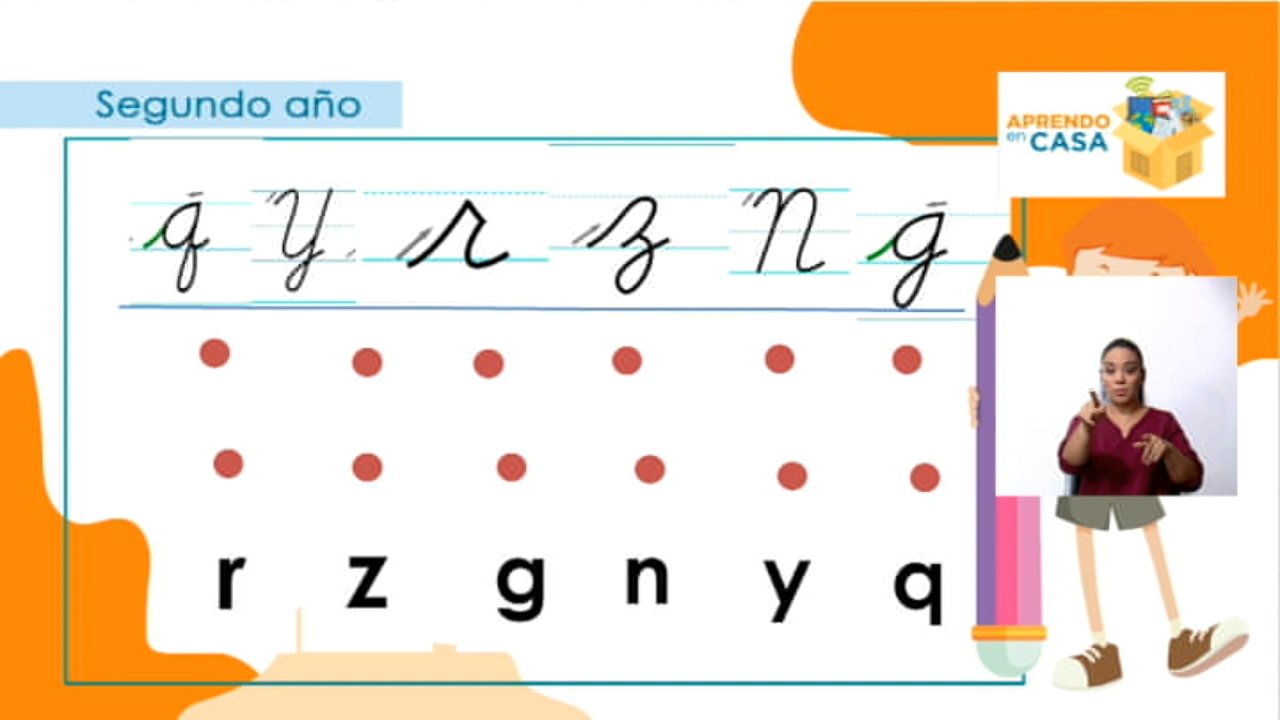 Segundo año
APRENDO
en CASA
q y r z n g
r z g n y q